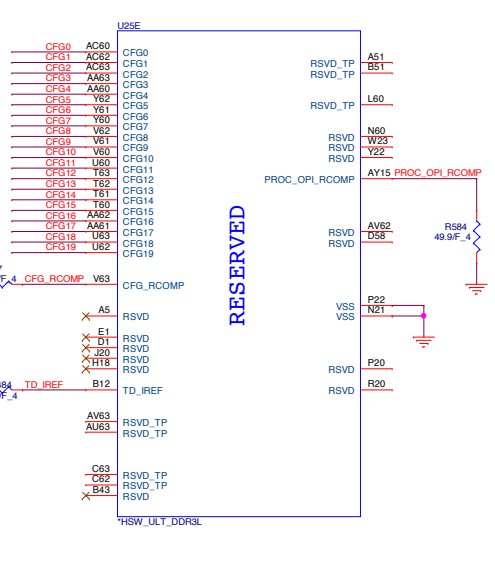 U25E
CFG0 AC60 CFG0
CFG1 AC62 CFG1 RSVD_TP A51
CFG2 AC63 CFG2 RSVD_TP B51
CFG3 AA63 CFG3
CFG4 AA60 CFG4
CFG5 Y62 CFG5 RSVD_TP L60
CFG6 Y61 CFG6
CFG7 Y60 CFG7
CFG8 V62 CFG8 RSVD N60
CFG9 V61 CFG9 RSVD W23
CFG10 V60 CFG10 RSVD Y22
CFG11 U60 CFG11
CFG12 T63 CFG12 PROC_OPI_RCOMP AY15 PROC_OPI_RCOMP
CFG13 T62 CFG13
CFG14 T61 CFG14
CFG15 T60 CFG15
CFG16 AA62 CFG16
CFG17 AA61 CFG17 RSVD AV62
CFG18 U63 CFG18 RSVD D58
CFG19 U62 CFG19
R584
49.9/F_4
RESERVED
F_4 CFG_RCOMP V63 CFG_RCOMP
A5 RSVD
VSS P22
VSS N21
E1 RSVD
D1 RSVD
J20 RSVD
H18 RSVD
RSVD P20
84
F_4
TD_IREF B12 TD_IREF RSVD R20
AV63 RSVD_TP
AU63 RSVD_TP
C63 RSVD_TP
C62 RSVD_TP
B43 RSVD
*HSW_ULT_DDR3L